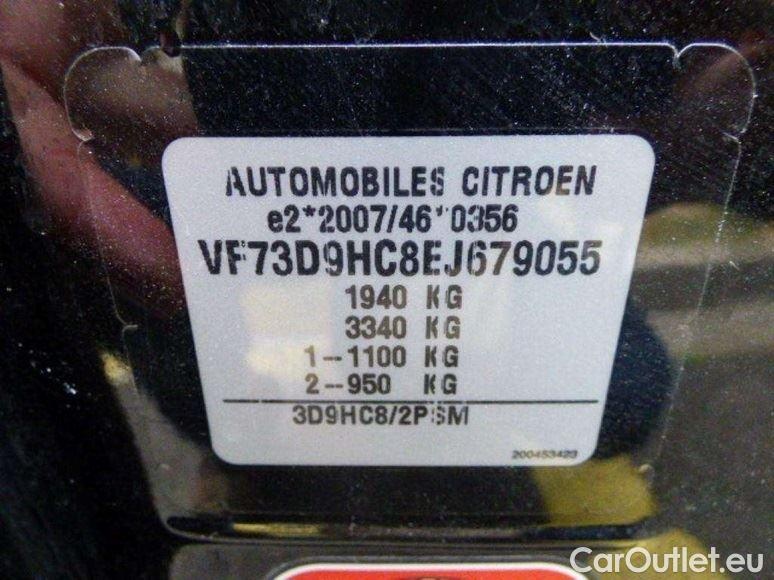 AUTOMOBILES CITROEN
e2*2007/46*0356
VF73D9HC8EJ679055
1940 KG
3340 KG
1--1100 KG
2--950 KG
3D9HC8/2PSM
200453423
CarOutlet.eu